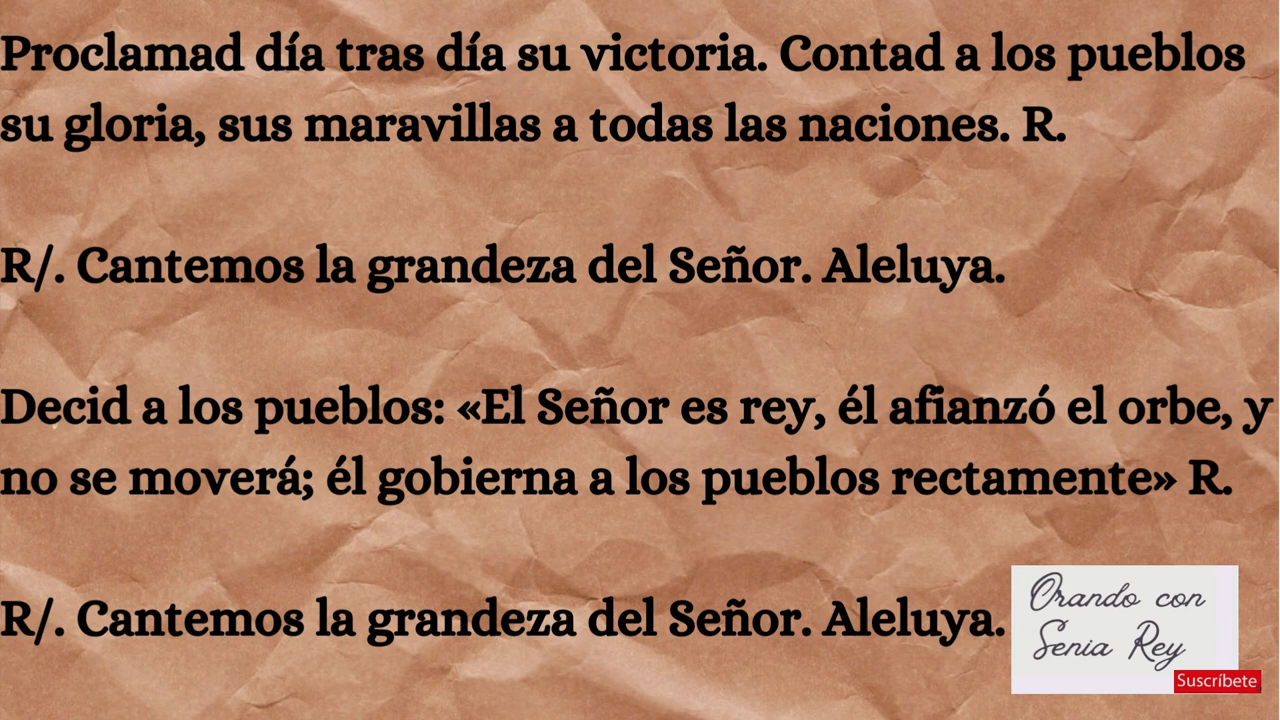 Proclamad día tras día su victoria. Contad a los pueblos
su gloria, sus maravillas a todas las naciones. R.
R/. Cantemos la grandeza del Señor. Aleluya.
Decid a los pueblos: «El Señor es rey, él afianzó el orbe, y
no se moverá; él gobierna a los pueblos rectamente» R.
R/. Cantemos la grandeza del Señor. Aleluya.
Orando con
Senia Rey
Suscríbete